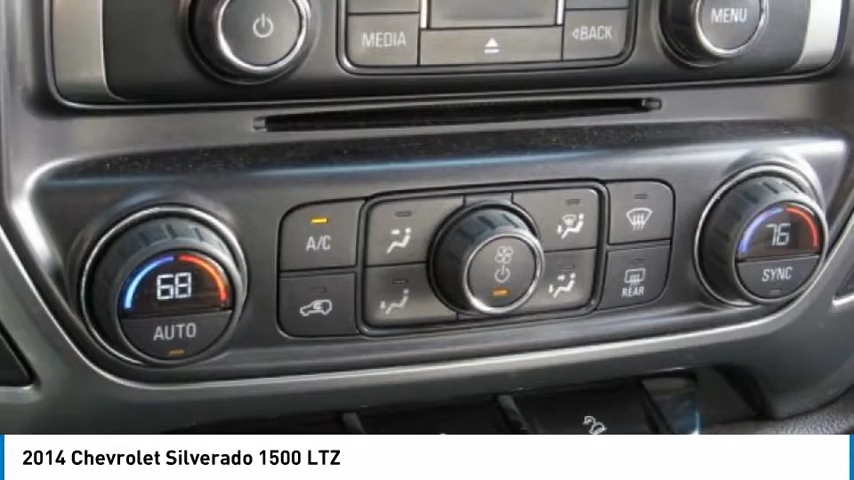 MEDIA
◁BACK
MENU
A/C
68
AUTO
REAR
76
SYNC
2014 Chevrolet Silverado 1500 LTZ